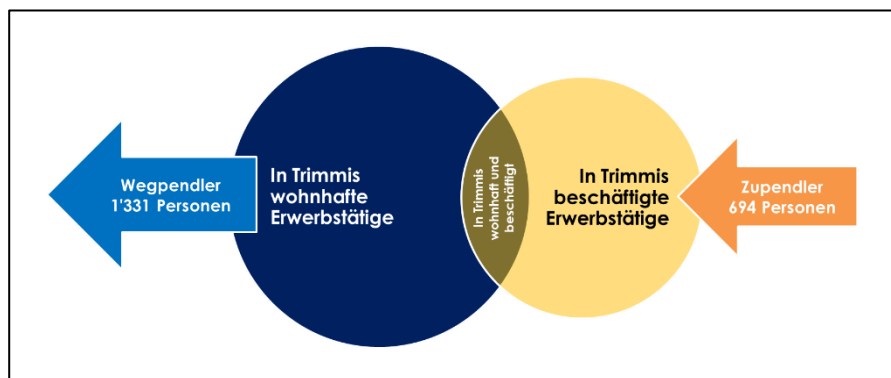 Wegpendler
1'331 Personen
In Trimmis
wohnhafte
Erwerbstätige
In Trimmis
wohnhaft und
beschäftigt
In Trimmis
beschäftigte
Erwerbstätige
Zupendler
694 Personen